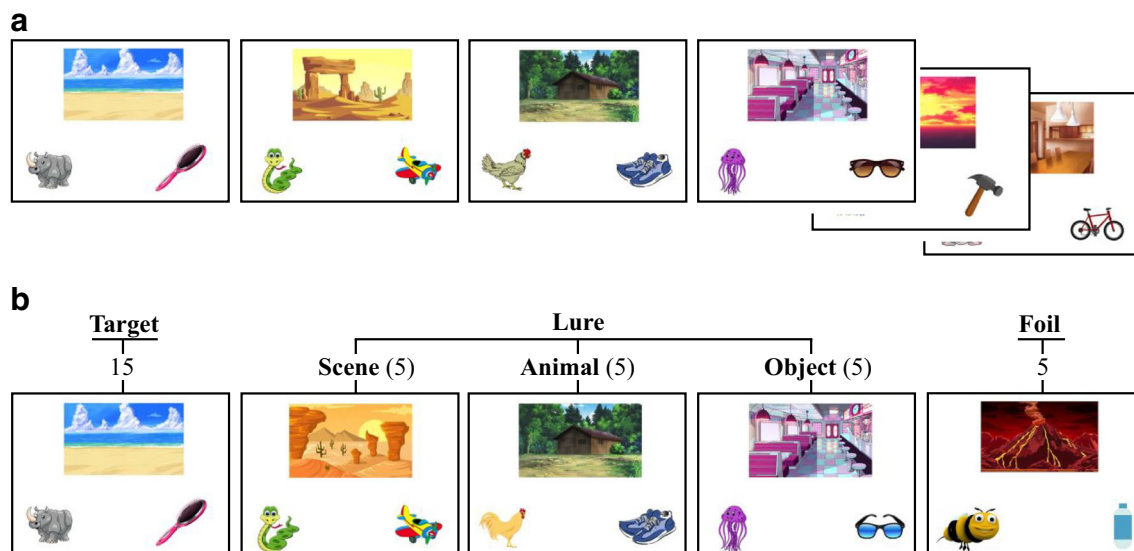 a
b
Target
Lure
Foil
15
Scene (5)
Animal (5)
Object (5)
5